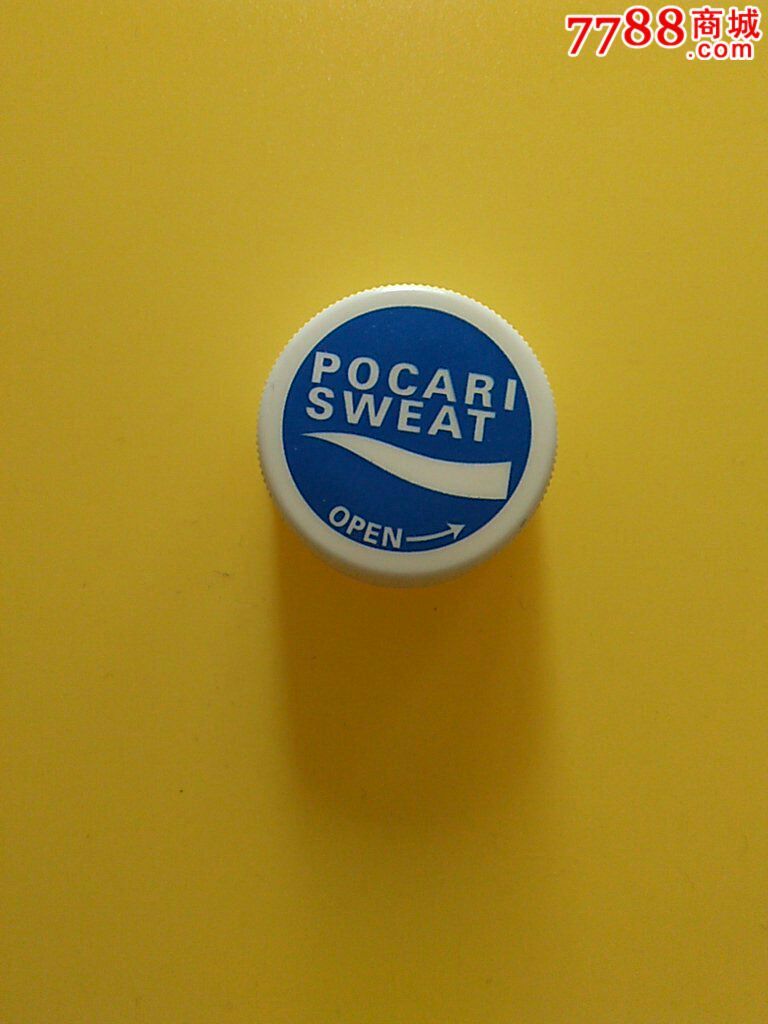 7788商城
.com
POCARI
SWEAT
OPEN